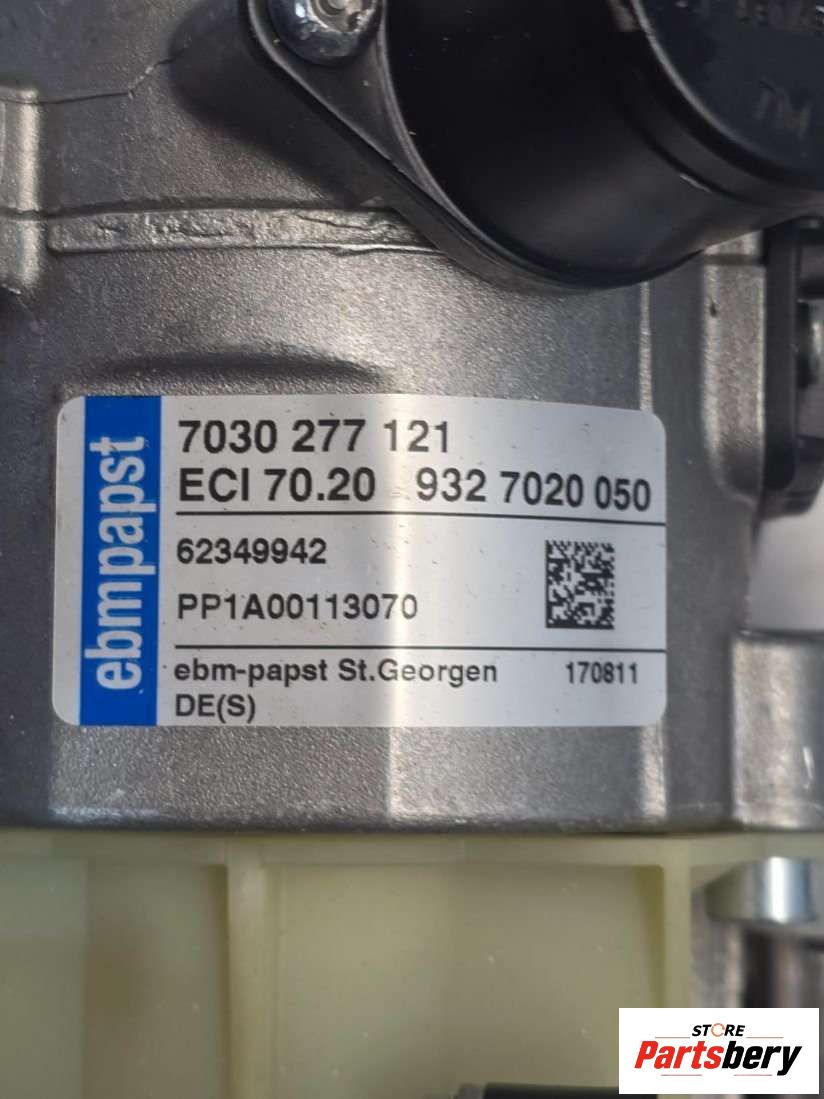 TM
ebmpapst
7030 277 121
ECI 70.20 932 7020 050
62349942
PP1A00113070
ebm-papst St.Georgen 170811
DE(S)
STORE
Partsbery